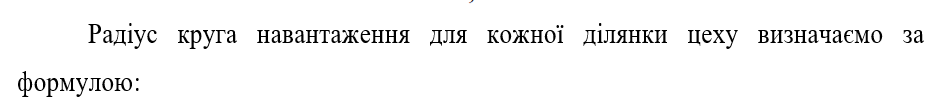 Радіус круга навантаження для кожної ділянки цеху визначаємо за
формулою: